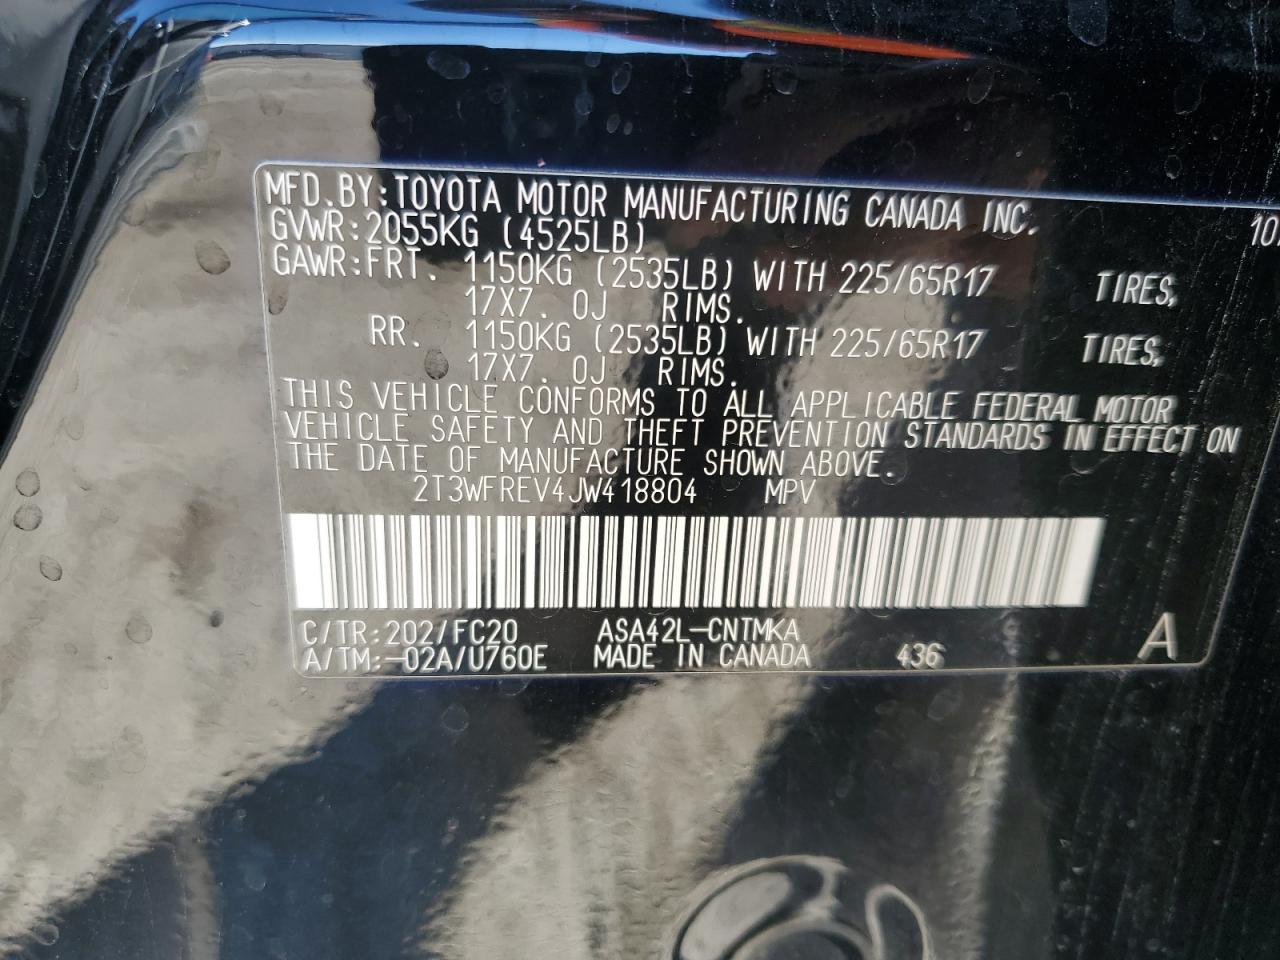 MFD.BY:TOYOTA MOTOR MANUFACTURING CANADA INC. 10
GVWR:2055KG (4525LB)
GAWR:FRT. 1150KG (2535LB) WITH 225/65R17 TIRES,
17X7. 0J RIMS.
RR. 1150KG (2535LB) WITH 225/65R17 TIRES,
17X7. 0J RIMS.
THIS VEHICLE CONFORMS TO ALL APPLICABLE FEDERAL MOTOR
VEHICLE SAFETY AND THEFT PREVENTION STANDARDS IN EFFECT ON
THE DATE OF MANUFACTURE SHOWN ABOVE.
2T3WFREV4JW418804 MPV
C/TR:202/FC20 ASA42L-CNTMKA A
A/TM:-02A/U760E MADE IN CANADA 436